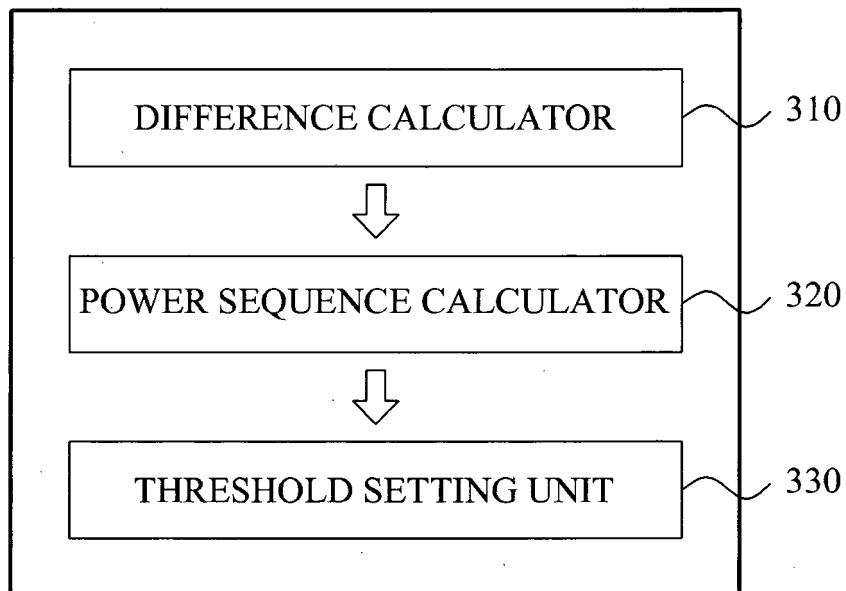 DIFFERENCE CALCULATOR
310
POWER SEQUENCE CALCULATOR
320
THRESHOLD SETTING UNIT
330